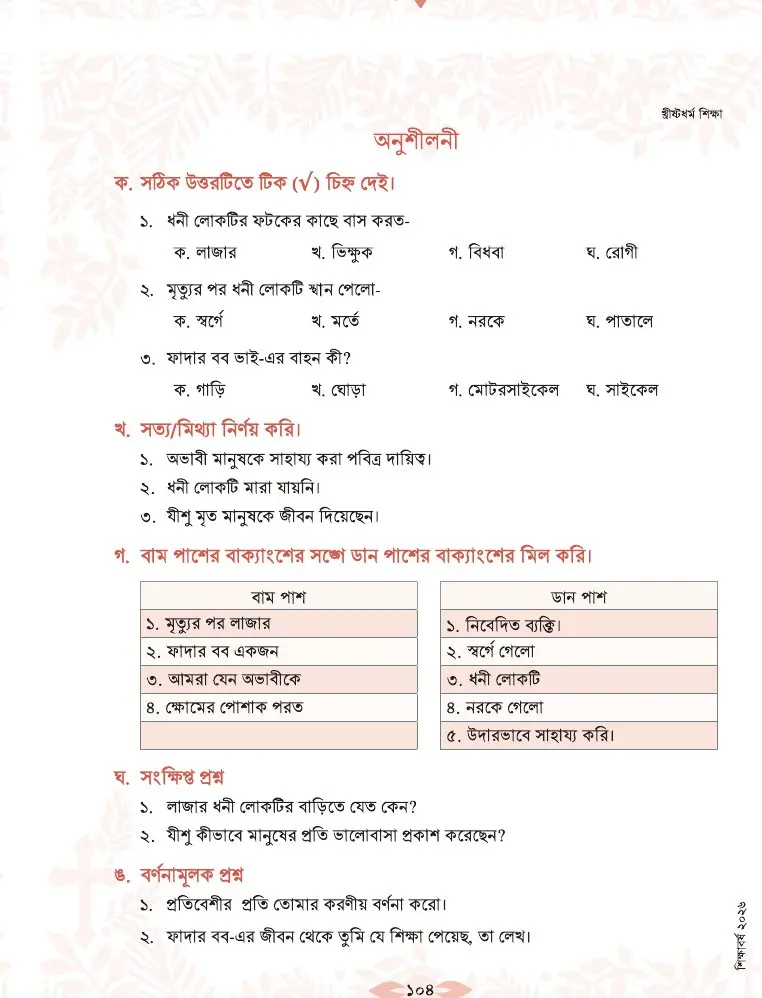 খ্রীষ্টধর্ম শিক্ষা
অনুশীলনী
ক. সঠিক উত্তরটিতে টিক (√) চিহ্ন দেই।
১. ধনী লোকটির ফটকের কাছে বাস করত-
ক. লাজার খ. ভিক্ষুক গ. বিধবা ঘ. রোগী
২. মৃত্যুর পর ধনী লোকটি স্থান পেলো-
ক. স্বর্গে খ. মর্তে গ. নরকে ঘ. পাতালে
৩. ফাদার বব ভাই-এর বাহন কী?
ক. গাড়ি খ. ঘোড়া গ. মোটরসাইকেল ঘ. সাইকেল
খ. সত্য/মিথ্যা নির্ণয় করি।
১. অভাবী মানুষকে সাহায্য করা পবিত্র দায়িত্ব।
২. ধনী লোকটি মারা যায়নি।
৩. যীশু মৃত মানুষকে জীবন দিয়েছেন।
গ. বাম পাশের বাক্যাংশের সঙ্গে ডান পাশের বাক্যাংশের মিল করি।
বাম পাশ ডান পাশ
১. মৃত্যুর পর লাজার ১. নিবেদিত ব্যক্তি।
২. ফাদার বব একজন ২. স্বর্গে গেলো
৩. আমরা যেন অভাবীকে ৩. ধনী লোকটি
৪. ক্ষোমের পোশাক পরত ৪. নরকে গেলো
৫. উদারভাবে সাহায্য করি।
ঘ. সংক্ষিপ্ত প্রশ্ন
১. লাজার ধনী লোকটির বাড়িতে যেত কেন?
২. যীশু কীভাবে মানুষের প্রতি ভালোবাসা প্রকাশ করেছেন?
ঙ. বর্ণনামূলক প্রশ্ন
১. প্রতিবেশীর প্রতি তোমার করণীয় বর্ণনা করো।
২. ফাদার বব-এর জীবন থেকে তুমি যে শিক্ষা পেয়েছ, তা লেখ।
শিক্ষাবর্ষ ২০২৬
১০৪